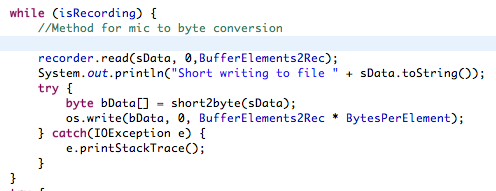 while (isRecording) {
//Method for mic to byte conversion
recorder.read(sData, 0,BufferElements2Rec);
System.out.println("Short writing to file " + sData.toString());
try {
byte bData[] = short2byte(sData);
os.write(bData, 0, BufferElements2Rec * BytesPerElement);
} catch(IOException e) {
e.printStackTrace();
}
}